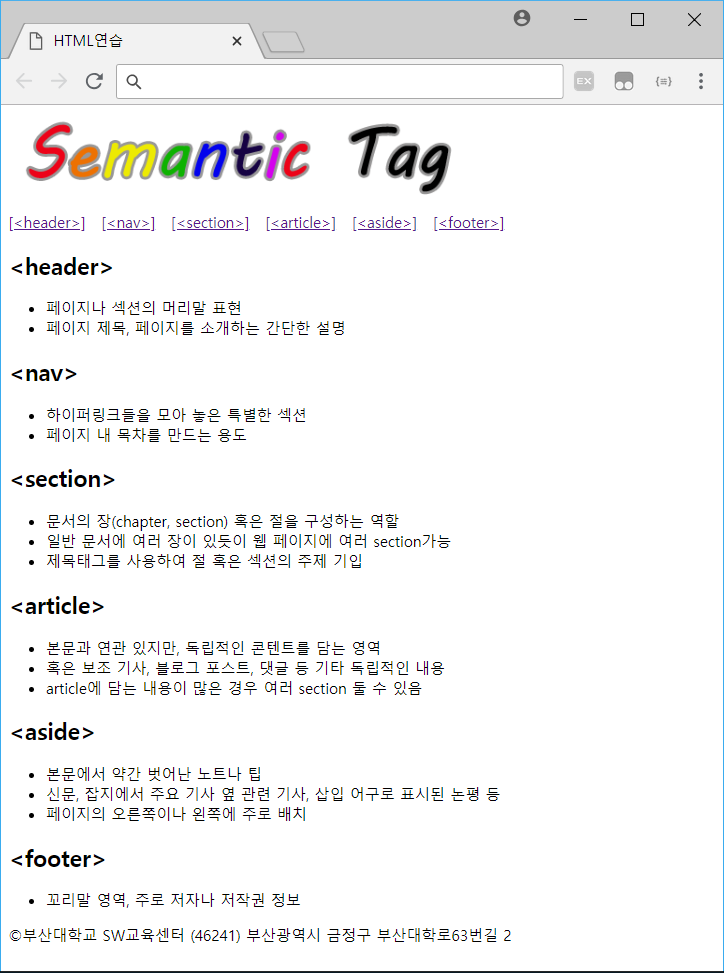 HTML연습
EX
Semantic Tag
[<header>] [<nav>] [<section>] [<article>] [<aside>] [<footer>]
<header>
• 페이지나 섹션의 머리말 표현
• 페이지 제목, 페이지를 소개하는 간단한 설명
<nav>
• 하이퍼링크들을 모아 놓은 특별한 섹션
• 페이지 내 목차를 만드는 용도
<section>
• 문서의 장(chapter, section) 혹은 절을 구성하는 역할
• 일반 문서에 여러 장이 있듯이 웹 페이지에 여러 section가능
• 제목태그를 사용하여 절 혹은 섹션의 주제 기입
<article>
• 본문과 연관 있지만, 독립적인 콘텐트를 담는 영역
• 혹은 보조 기사, 블로그 포스트, 댓글 등 기타 독립적인 내용
• article에 담는 내용이 많은 경우 여러 section 둘 수 있음
<aside>
• 본문에서 약간 벗어난 노트나 팁
• 신문, 잡지에서 주요 기사 옆 관련 기사, 삽입 어구로 표시된 논평 등
• 페이지의 오른쪽이나 왼쪽에 주로 배치
<footer>
• 꼬리말 영역, 주로 저자나 저작권 정보
©부산대학교 SW교육센터 (46241) 부산광역시 금정구 부산대학로63번길 2